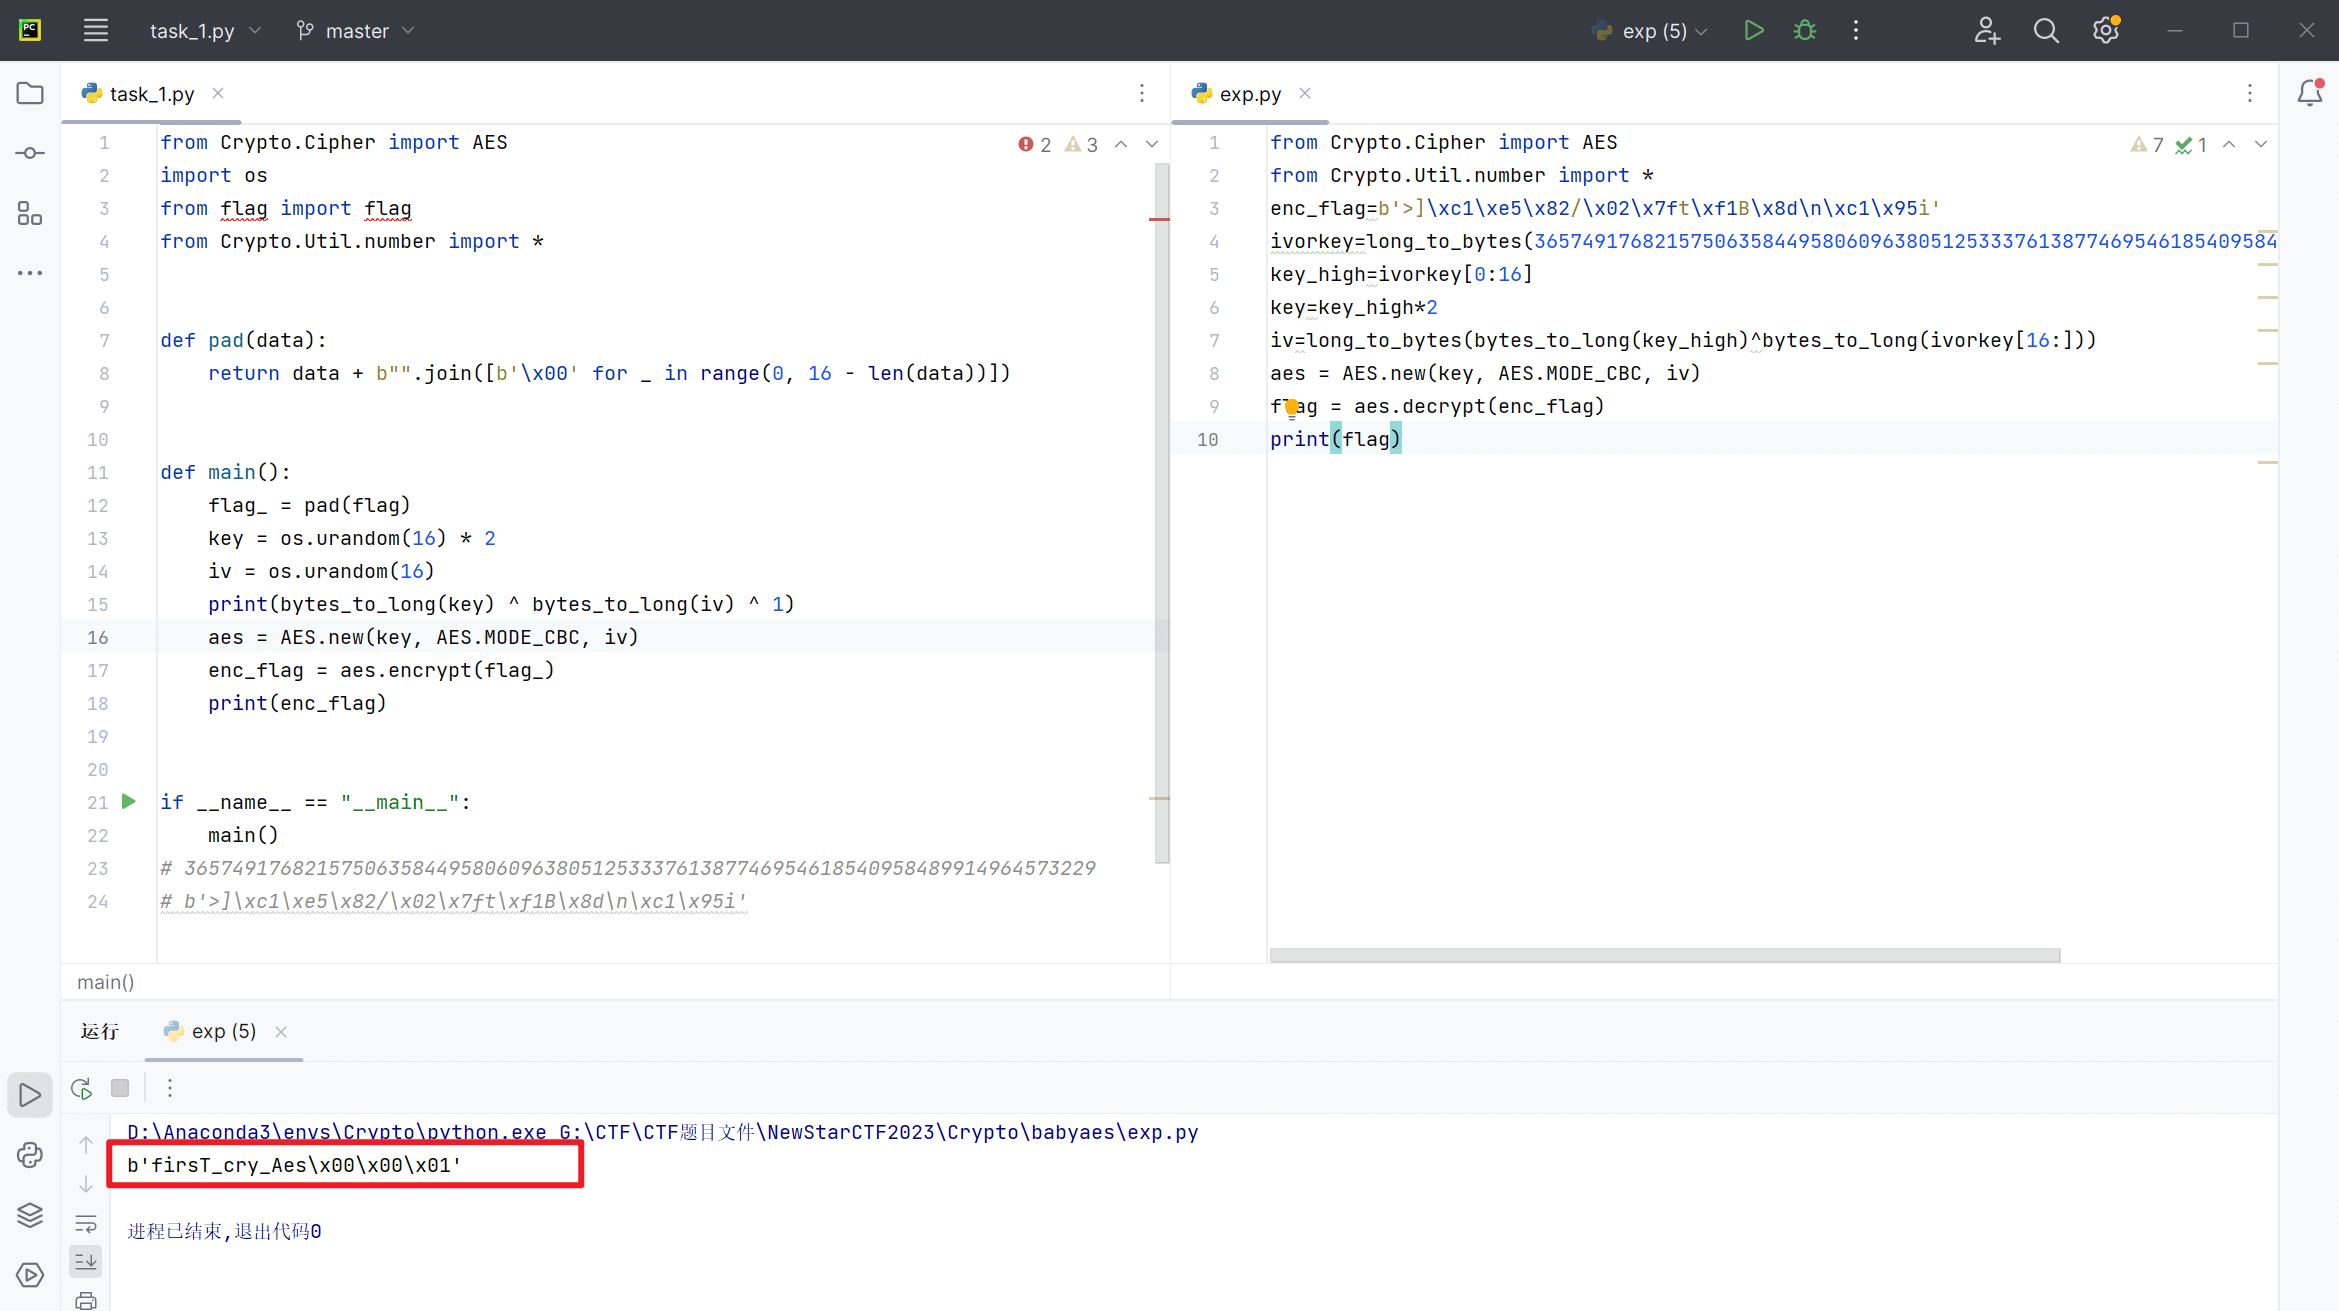 PC
task_1.py
master
exp (5)
task_1.py
2
3
1 from Crypto.Cipher import AES
2 import os
3 from flag import flag
4 from Crypto.Util.number import *
5
6
7 def pad(data):
8 return data + b"".join([b'\x00' for _ in range(0, 16 - len(data))])
9
10
11 def main():
12 flag_ = pad(flag)
13 key = os.urandom(16) * 2
14 iv = os.urandom(16)
15 print(bytes_to_long(key) ^ bytes_to_long(iv) ^ 1)
16 aes = AES.new(key, AES.MODE_CBC, iv)
17 enc_flag = aes.encrypt(flag_)
18 print(enc_flag)
19
20
21 if __name__ == "__main__":
22 main()
23 # 3657491768215750635844958060963805125333761387746954618540958489914964573229
24 # b'>]\xc1\xe5\x82/\x02\x7ft\xf1B\x8d\n\xc1\x95i'
main()
exp.py
7
1
1 from Crypto.Cipher import AES
2 from Crypto.Util.number import *
3 enc_flag=b'>]\xc1\xe5\x82/\x02\x7ft\xf1B\x8d\n\xc1\x95i'
4 ivorkey=long_to_bytes(36574917682157506358449580609638051253337613877469546185409584
5 key_high=ivorkey[0:16]
6 key=key_high*2
7 iv=long_to_bytes(bytes_to_long(key_high)^bytes_to_long(ivorkey[16:]))
8 aes = AES.new(key, AES.MODE_CBC, iv)
9 flag = aes.decrypt(enc_flag)
10 print(flag)
运行
exp (5)
D:\Anaconda3\envs\Crypto\python.exe G:\CTF\CTF题目文件\NewStarCTF2023\Crypto\babyaes\exp.py
b'firsT_cry_Aes\x00\x00\x01'
进程已结束,退出代码0